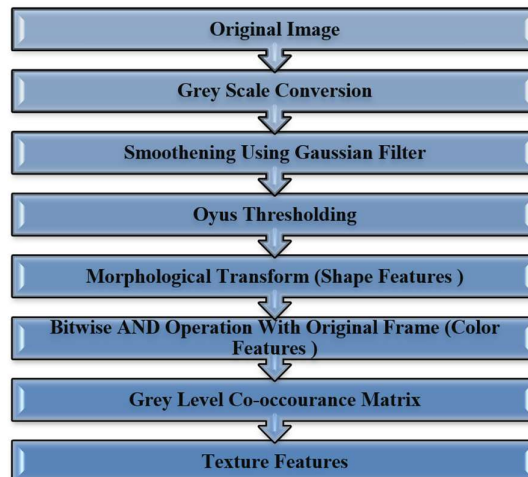 Original Image
Grey Scale Conversion
Smoothening Using Gaussian Filter
Oyus Thresholding
Morphological Transform (Shape Features )
Bitwise AND Operation With Original Frame (Color
Features )
Grey Level Co-occourance Matrix
Texture Features